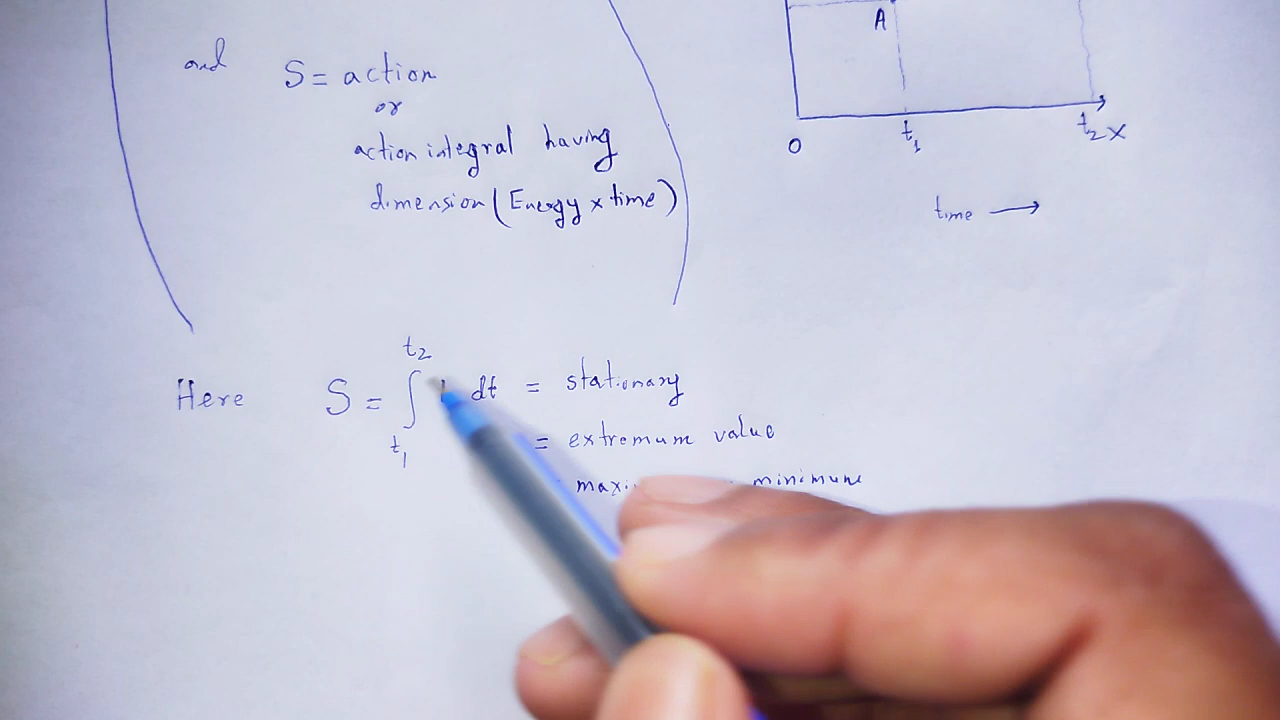 and S = action
or
action integral having
dimension (Energy × time)
A
0 t₁ t₂ X
time →
t₂
Here S = ∫ dt = stationary
t₁
= extremum value
minimum